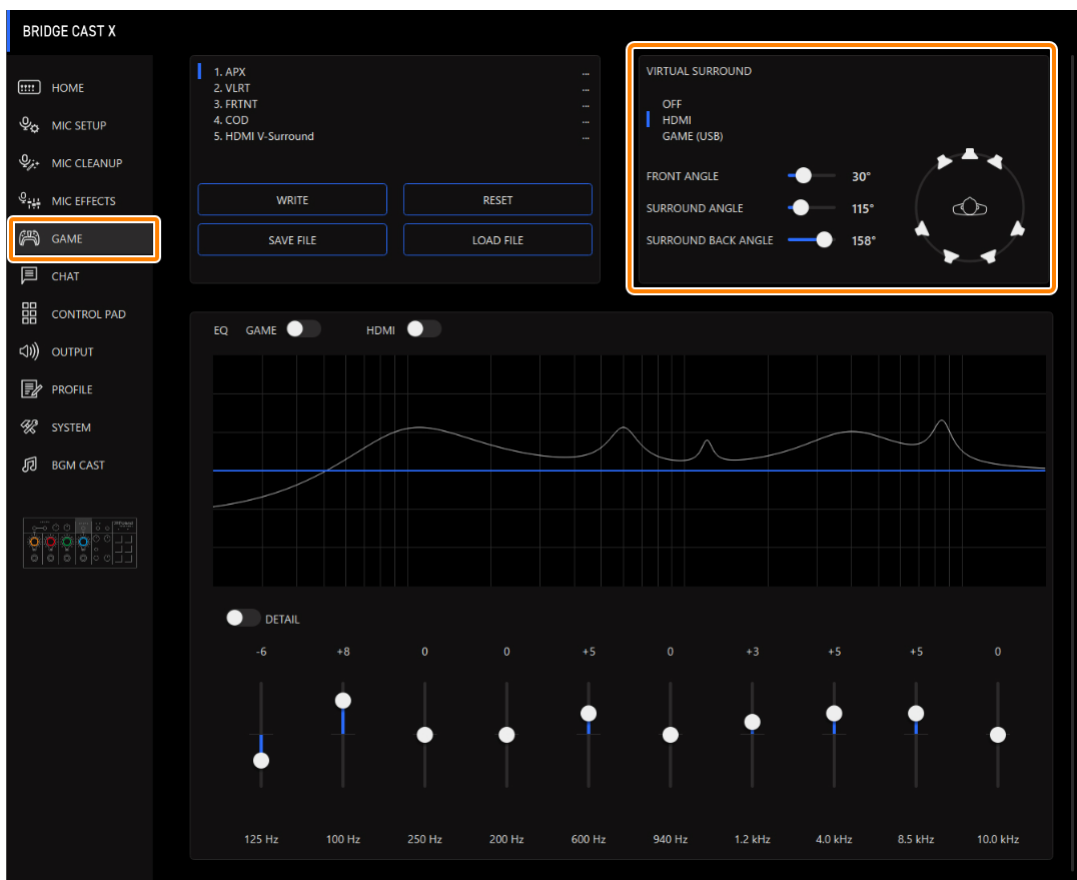 BRIDGE CAST X
HOME
MIC SETUP
MIC CLEANUP
MIC EFFECTS
GAME
CHAT
CONTROL PAD
OUTPUT
PROFILE
SYSTEM
BGM CAST
1. APX ...
2. VLRT ...
3. FRTNT ...
4. COD ...
5. HDMI V-Surround ...
WRITE RESET
SAVE FILE LOAD FILE
VIRTUAL SURROUND
OFF
HDMI
GAME (USB)
FRONT ANGLE 30°
SURROUND ANGLE 115°
SURROUND BACK ANGLE 158°
EQ GAME HDMI
DETAIL
-6 +8 0 0 +5 0 +3 +5 +5 0
125 Hz 100 Hz 250 Hz 200 Hz 600 Hz 940 Hz 1.2 kHz 4.0 kHz 8.5 kHz 10.0 kHz